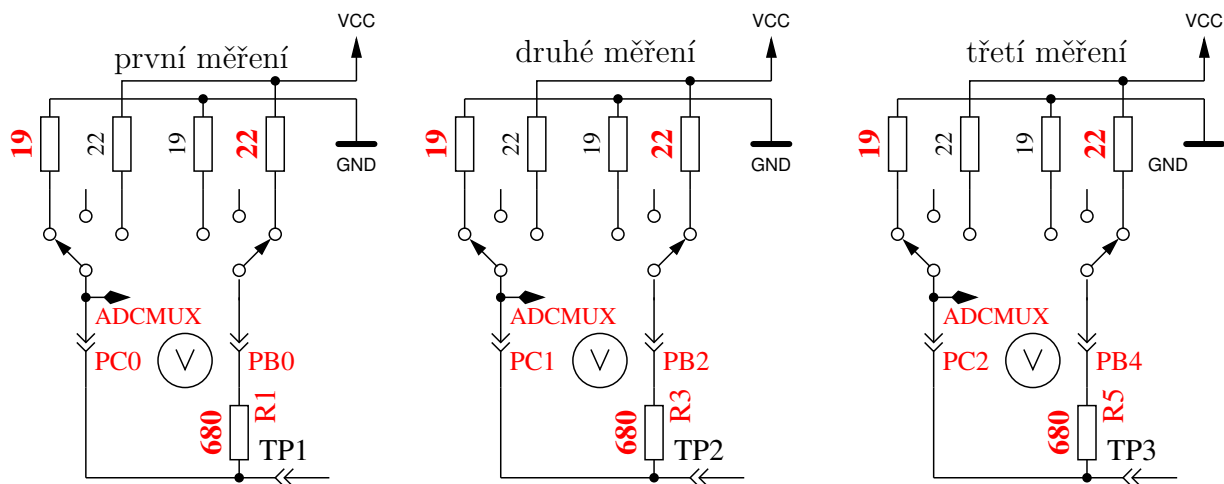 VCC
první měření
19
22
19
22
GND
ADCMUX
PC0
V
PB0
R1
680
TP1
VCC
druhé měření
19
22
19
22
GND
ADCMUX
PC1
V
PB2
R3
680
TP2
VCC
třetí měření
19
22
19
22
GND
ADCMUX
PC2
V
PB4
R5
680
TP3